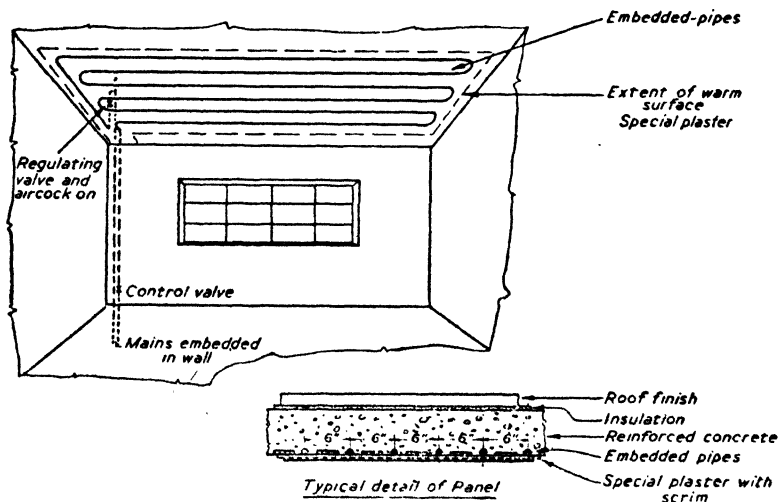 Embedded-pipes
Extent of warm
surface
Special plaster
Regulating
valve and
aircock on
Control valve
Mains embedded
in wall
Roof finish
Insulation
Reinforced concrete
Embedded pipes
Special plaster with
scrim
6" 6" 6" 6 6"
Typical detail of Panel